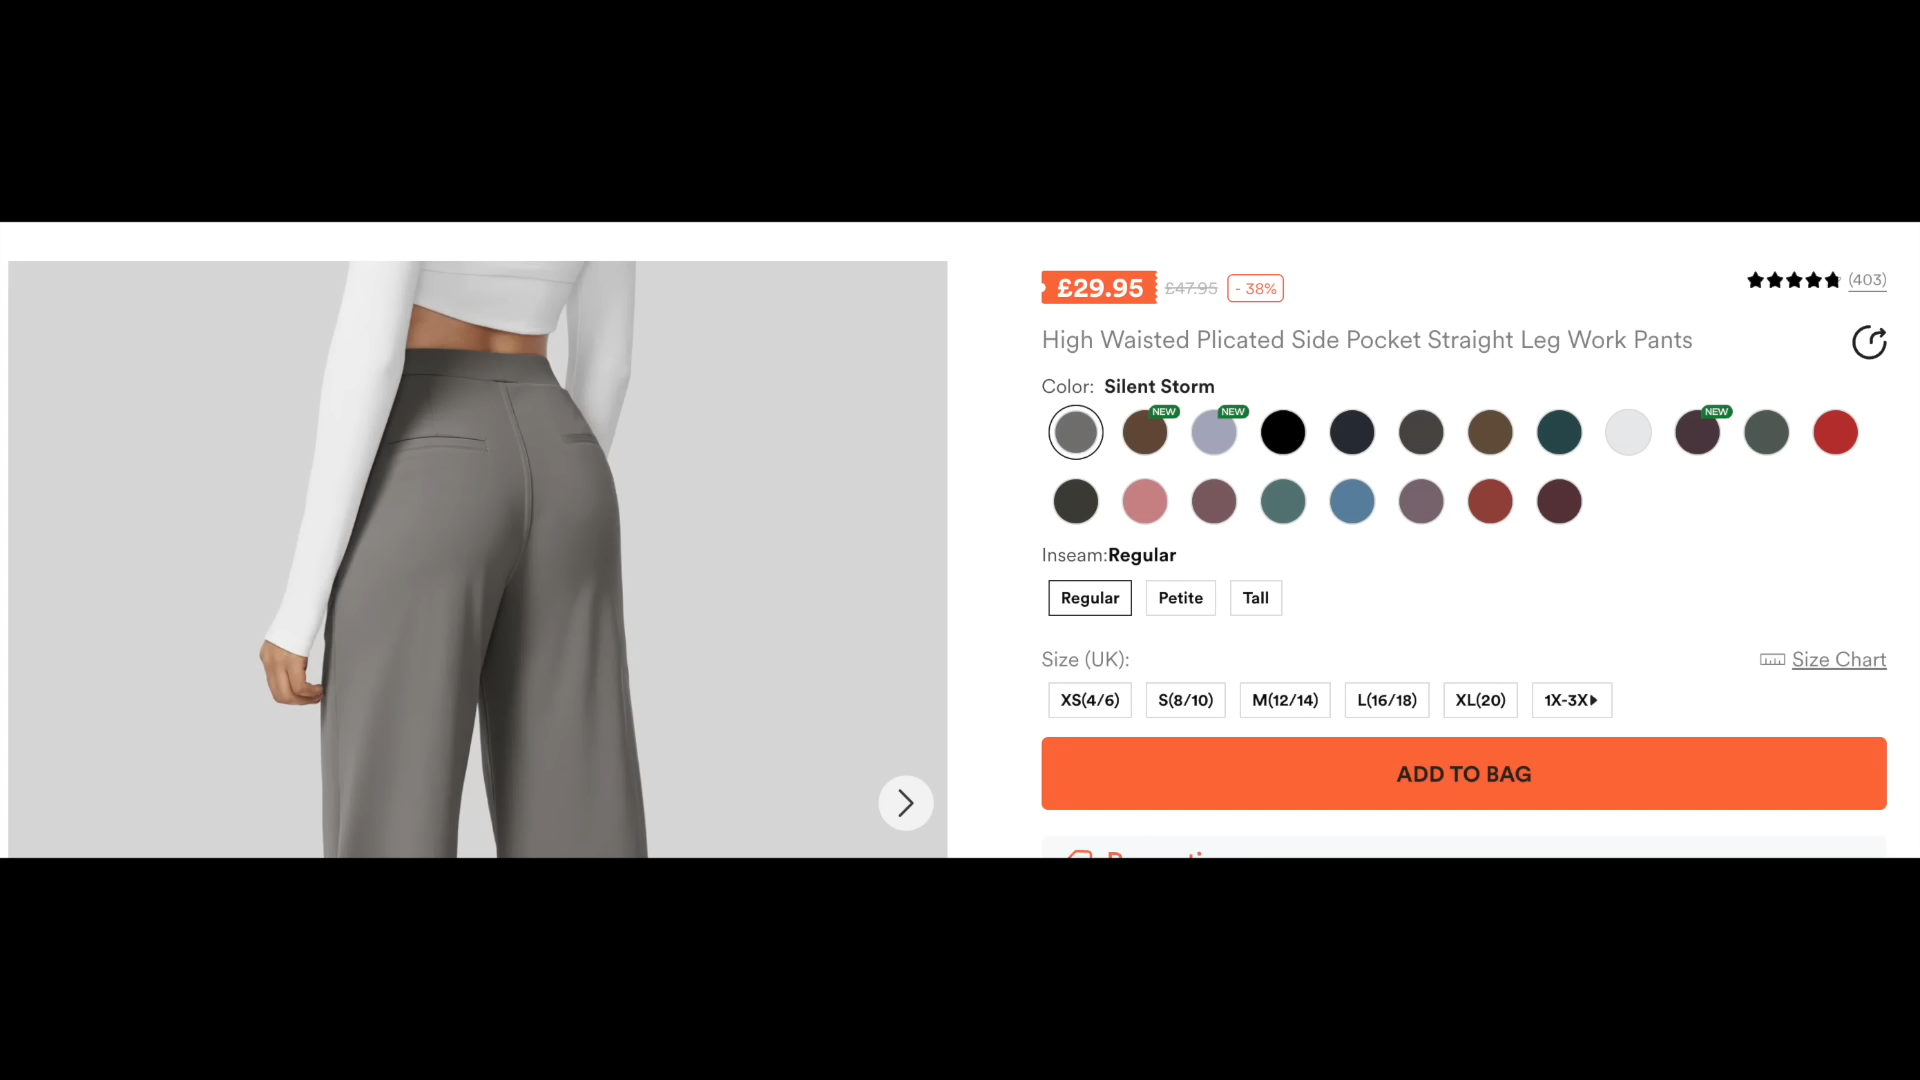 £29.95 £47.95 - 38% (403)
High Waisted Plicated Side Pocket Straight Leg Work Pants
Color: Silent Storm
NEW NEW NEW
Inseam:Regular
Regular Petite Tall
Size (UK): Size Chart
XS(4/6) S(8/10) M(12/14) L(16/18) XL(20) 1X-3X
ADD TO BAG